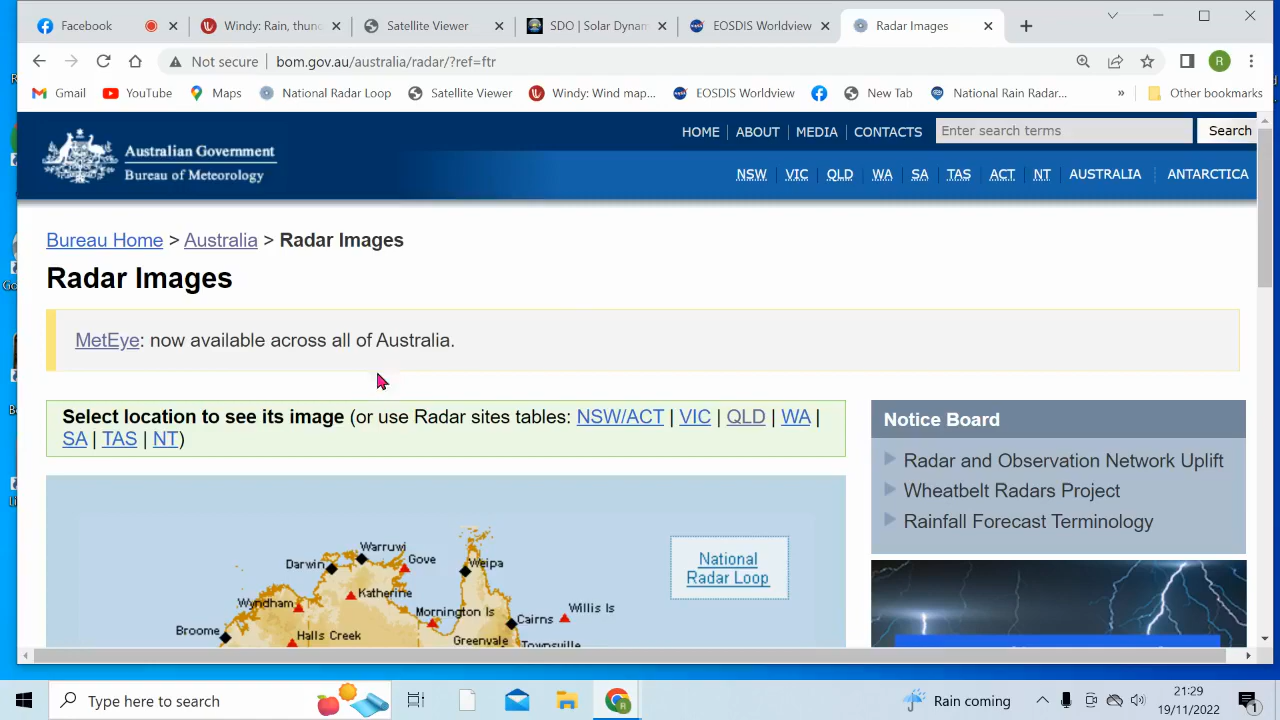 Facebook
Windy: Rain, thun
Satellite Viewer
SDO | Solar Dynam
EOSDIS Worldview
Radar Images
Not secure
bom.gov.au/australia/radar/?ref=ftr
R
Gmail
YouTube
Maps
National Radar Loop
Satellite Viewer
Windy: Wind map...
EOSDIS Worldview
New Tab
National Rain Radar...
»
Other bookmarks
HOME
ABOUT
MEDIA
CONTACTS
Enter search terms
Search
Australian Government
Bureau of Meteorology
NSW
VIC
QLD
WA
SA
TAS
ACT
NT
AUSTRALIA
ANTARCTICA
Bureau Home > Australia > Radar Images
Radar Images
MetEye: now available across all of Australia.
Select location to see its image (or use Radar sites tables: NSW/ACT | VIC | QLD | WA |
SA | TAS | NT)
Notice Board
Radar and Observation Network Uplift
Wheatbelt Radars Project
Rainfall Forecast Terminology
National
Radar Loop
Warruwi
Darwin
Gove
Weipa
Katherine
Wyndham
Mornington Is
Willis Is
Cairns
Broome
Halls Creek
Greenvale
Townsville
Type here to search
R
Rain coming
21:29
19/11/2022
1